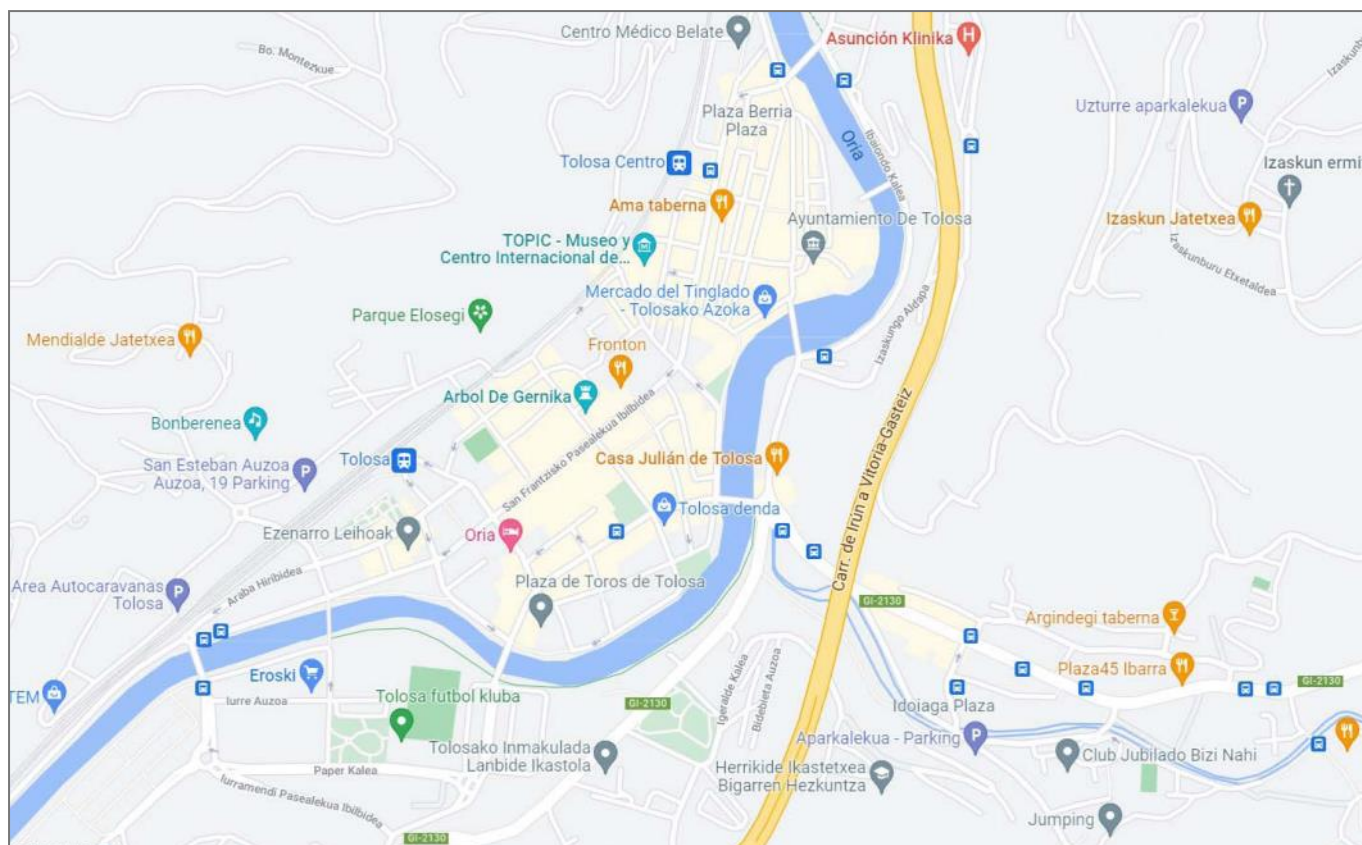 Centro Médico Belate
Asunción Klinika
H
Bo. Montezkue
Izaskunb
Uzturre aparkalekua
P
Plaza Berria
Plaza
Oria
Ibaiondo Kalea
Tolosa Centro
Izaskun ermi
Ama taberna
Ayuntamiento De Tolosa
Izaskun Jatetxea
TOPIC - Museo y
Centro Internacional de...
Izaskunburu Etxetaldea
Mercado del Tinglado
- Tolosako Azoka
Parque Elosegi
Izaskungo Aldapa
Mendialde Jatetxea
Fronton
Arbol De Gernika
San Frantzisko Pasealekua Ibilbidea
Carr. de Irún a Vitoria-Gasteiz
Bonberenea
Tolosa
Casa Julián de Tolosa
San Esteban Auzoa
Auzoa, 19 Parking
P
Tolosa denda
Ezenarro Leihoak
Oria
Area Autocaravanas
Tolosa
P
Araba Hiribidea
Plaza de Toros de Tolosa
GI-2130
Argindegi taberna
Eroski
Plaza45 Ibarra
TEM
Iurre Auzoa
Tolosa futbol kluba
GI-2130
Igeralde Kalea
Bidebieta Auzoa
Idoiaga Plaza
GI-2130
Aparkalekua - Parking
P
Tolosako Inmakulada
Lanbide Ikastola
Club Jubilado Bizi Nahi
Paper Kalea
Herrikide Ikastetxea
Bigarren Hezkuntza
Iurramendi Pasealekua Ibilbidea
Jumping
GI-2130